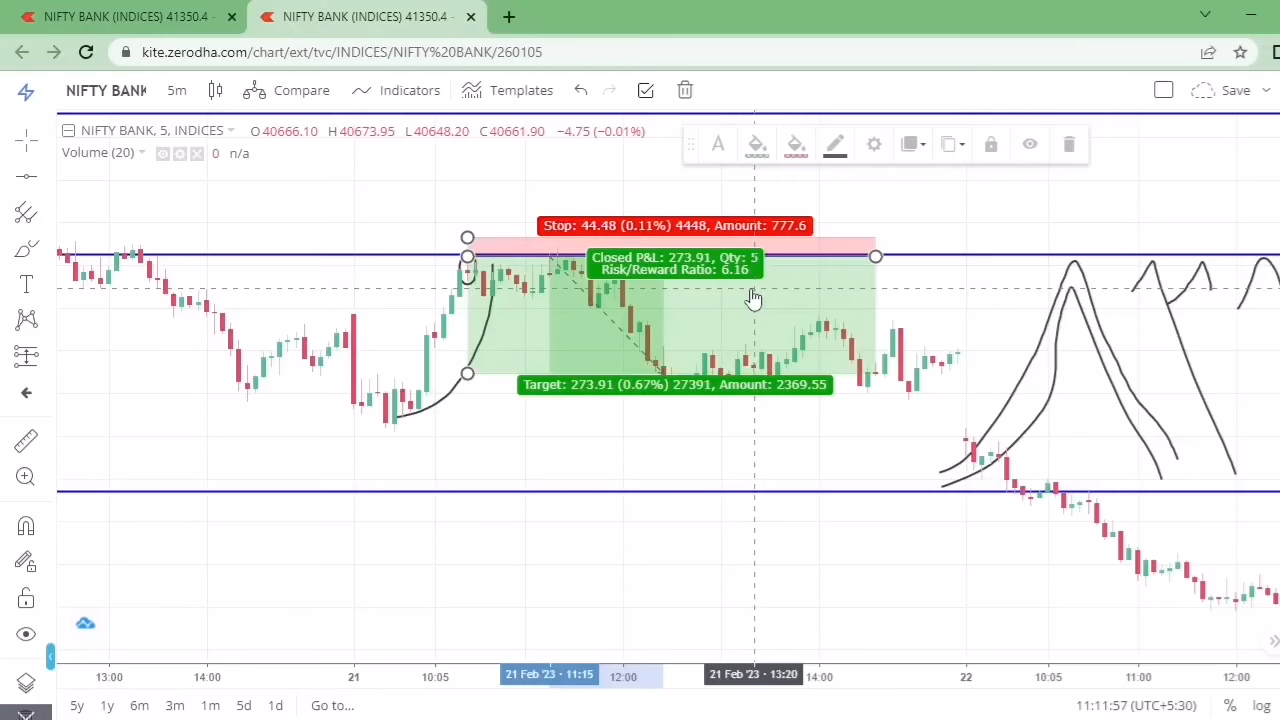 NIFTY BANK (INDICES) 41350.4 -
NIFTY BANK (INDICES) 41350.4 -
kite.zerodha.com/chart/ext/tvc/INDICES/NIFTY%20BANK/260105
NIFTY BANK 5m Compare Indicators Templates Save
NIFTY BANK, 5, INDICES O40666.10 H40673.95 L40648.20 C40661.90 −4.75 (−0.01%)
Volume (20) 0 n/a
Stop: 44.48 (0.11%) 4448, Amount: 777.6
Closed P&L: 273.91, Qty: 5
Risk/Reward Ratio: 6.16
Target: 273.91 (0.67%) 27391, Amount: 2369.55
13:00 14:00 21 10:05 21 Feb '23 · 11:15 12:00 21 Feb '23 · 13:20 14:00 22 10:05 11:00 12:00
5y 1y 6m 3m 1m 5d 1d Go to... 11:11:57 (UTC+5:30) % log